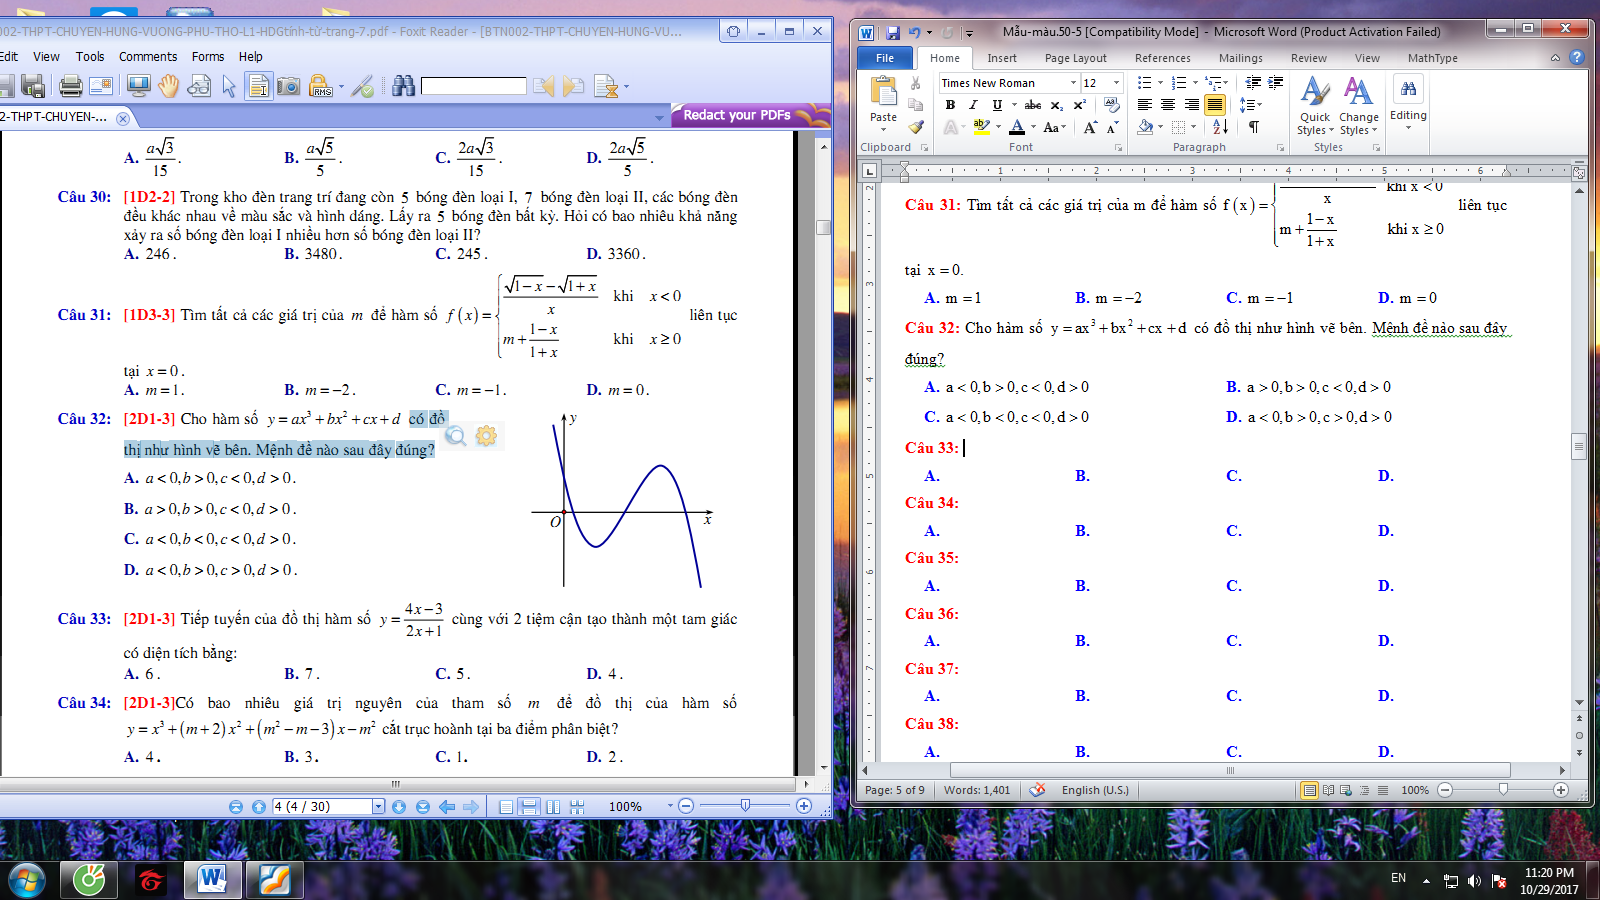 002-THPT-CHUYEN-HUNG-VUONG-PHU-THO-L1-HDGtinh-tu-trang-7.pdf - Foxit Reader - [BTN002-THPT-CHUYEN-HUNG-VU...
Edit View Tools Comments Forms Help
2-THPT-CHUYEN-...
Redact your PDFs
A. a√3/15. B. a√5/5. C. 2a√3/15. D. 2a√5/5.
Câu 30: [1D2-2] Trong kho đèn trang trí đang còn 5 bóng đèn loại I, 7 bóng đèn loại II, các bóng đèn
đều khác nhau về màu sắc và hình dáng. Lấy ra 5 bóng đèn bất kỳ. Hỏi có bao nhiêu khả năng
xảy ra số bóng đèn loại I nhiều hơn số bóng đèn loại II?
A. 246. B. 3480. C. 245. D. 3360.
Câu 31: [1D3-3] Tìm tất cả các giá trị của m để hàm số f(x) = { (√(1−x) − √(1+x))/x khi x < 0
m + (1−x)/(1+x) khi x ≥ 0 liên tục
tại x = 0.
A. m = 1. B. m = −2. C. m = −1. D. m = 0.
Câu 32: [2D1-3] Cho hàm số y = ax³ + bx² + cx + d có đồ
thị như hình vẽ bên. Mệnh đề nào sau đây đúng?
A. a < 0, b > 0, c < 0, d > 0.
B. a > 0, b > 0, c < 0, d > 0.
C. a < 0, b < 0, c < 0, d > 0.
D. a < 0, b > 0, c > 0, d > 0.
y
O
x
Câu 33: [2D1-3] Tiếp tuyến của đồ thị hàm số y = (4x−3)/(2x+1) cùng với 2 tiệm cận tạo thành một tam giác
có diện tích bằng:
A. 6. B. 7. C. 5. D. 4.
Câu 34: [2D1-3]Có bao nhiêu giá trị nguyên của tham số m để đồ thị của hàm số
y = x³ + (m+2)x² + (m² − m − 3)x − m² cắt trục hoành tại ba điểm phân biệt?
A. 4. B. 3. C. 1. D. 2.
4 (4 / 30) 100%
Mẫu-màu.50-5 [Compatibility Mode] - Microsoft Word (Product Activation Failed)
File Home Insert Page Layout References Mailings Review View MathType
Paste
Times New Roman 12
B I U abc x₂ x²
Aa A A
Quick Styles
Change Styles
Editing
Clipboard Font Paragraph Styles
1 2 3 4 5 6
khi x < 0
x
Câu 31: Tìm tất cả các giá trị của m để hàm số f(x) = { m + (1−x)/(1+x) khi x ≥ 0 liên tục
tại x = 0.
A. m = 1 B. m = −2 C. m = −1 D. m = 0
Câu 32: Cho hàm số y = ax³ + bx² + cx + d có đồ thị như hình vẽ bên. Mệnh đề nào sau đây
đúng?
A. a < 0, b > 0, c < 0, d > 0 B. a > 0, b > 0, c < 0, d > 0
C. a < 0, b < 0, c < 0, d > 0 D. a < 0, b > 0, c > 0, d > 0
Câu 33:
A. B. C. D.
Câu 34:
A. B. C. D.
Câu 35:
A. B. C. D.
Câu 36:
A. B. C. D.
Câu 37:
A. B. C. D.
Câu 38:
A. B. C. D.
Page: 5 of 9 Words: 1,401 English (U.S.) 100%
EN
11:20 PM
10/29/2017